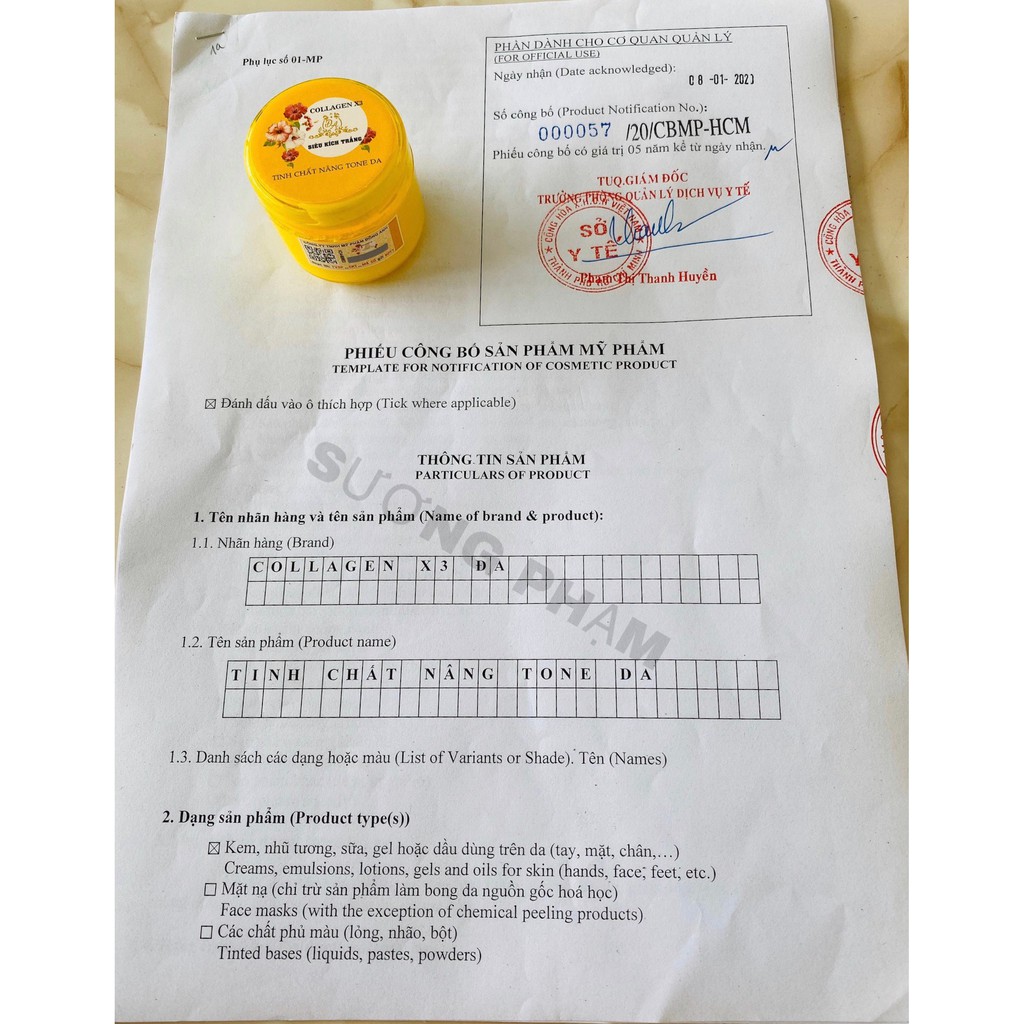 1a
Phụ lục số 01-MP
PHẦN DÀNH CHO CƠ QUAN QUẢN LÝ
(FOR OFFICIAL USE)
Ngày nhận (Date acknowledged):
08 -01- 2020
Số công bố (Product Notification No.):
000057 /20/CBMP-HCM
Phiếu công bố có giá trị 05 năm kể từ ngày nhận.
TUQ.GIÁM ĐỐC
TRƯỞNG PHÒNG QUẢN LÝ DỊCH VỤ Y TẾ
SỞ
Y TẾ
Phạm Thị Thanh Huyền
COLLAGEN X3
SIÊU KÍCH TRẮNG
TINH CHẤT NÂNG TONE DA
PHIẾU CÔNG BỐ SẢN PHẨM MỸ PHẨM
TEMPLATE FOR NOTIFICATION OF COSMETIC PRODUCT
☒ Đánh dấu vào ô thích hợp (Tick where applicable)
SƯƠNG PHẠM
THÔNG TIN SẢN PHẨM
PARTICULARS OF PRODUCT
1. Tên nhãn hàng và tên sản phẩm (Name of brand & product):
1.1. Nhãn hàng (Brand)
COLLAGEN X3 ĐA
1.2. Tên sản phẩm (Product name)
TINH CHẤT NÂNG TONE DA
1.3. Danh sách các dạng hoặc màu (List of Variants or Shade). Tên (Names)
2. Dạng sản phẩm (Product type(s))
☒ Kem, nhũ tương, sữa, gel hoặc dầu dùng trên da (tay, mặt, chân,…)
Creams, emulsions, lotions, gels and oils for skin (hands, face, feet, etc.)
☐ Mặt nạ (chỉ trừ sản phẩm làm bong da nguồn gốc hoá học)
Face masks (with the exception of chemical peeling products)
☐ Các chất phủ màu (lỏng, nhão, bột)
Tinted bases (liquids, pastes, powders)